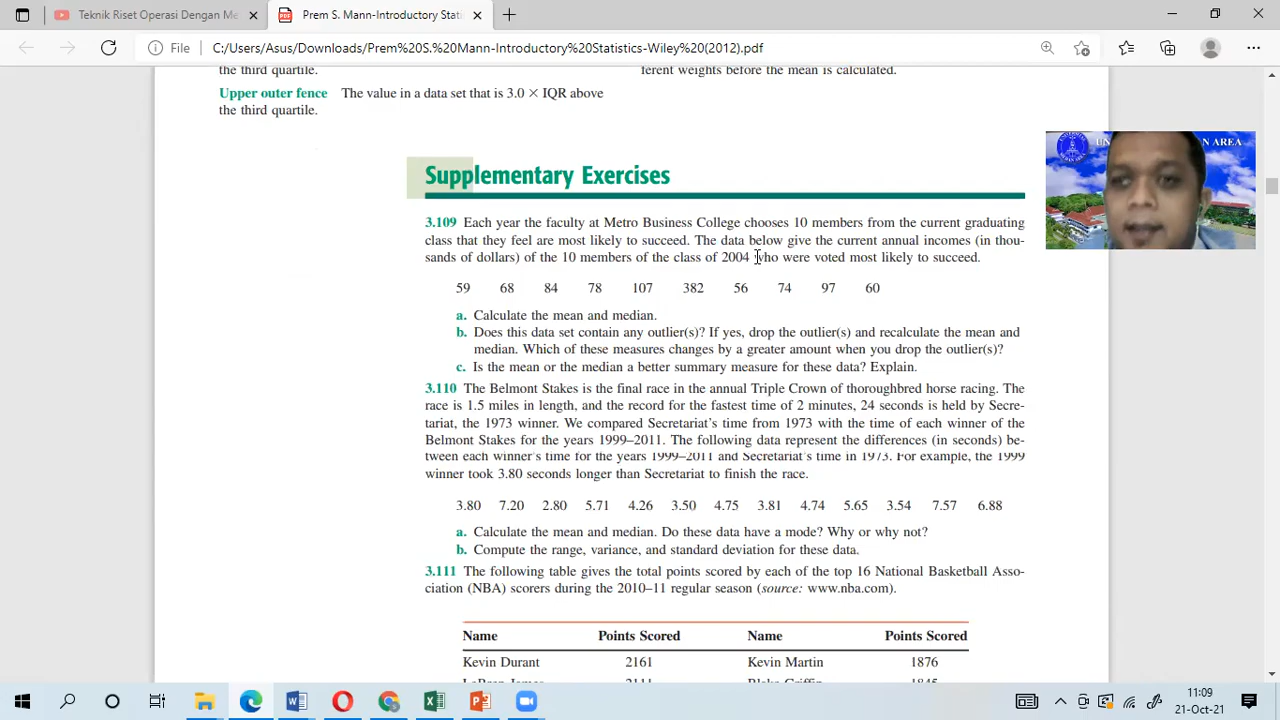 Teknik Riset Operasi Dengan Me
Prem S. Mann-Introductory Statist
File
C:/Users/Asus/Downloads/Prem%20S.%20Mann-Introductory%20Statistics-Wiley%20(2012).pdf
the third quartile.
ferent weights before the mean is calculated.
Upper outer fence The value in a data set that is 3.0 × IQR above
the third quartile.
Supplementary Exercises
3.109 Each year the faculty at Metro Business College chooses 10 members from the current graduating
class that they feel are most likely to succeed. The data below give the current annual incomes (in thou-
sands of dollars) of the 10 members of the class of 2004 who were voted most likely to succeed.
59 68 84 78 107 382 56 74 97 60
a. Calculate the mean and median.
b. Does this data set contain any outlier(s)? If yes, drop the outlier(s) and recalculate the mean and
median. Which of these measures changes by a greater amount when you drop the outlier(s)?
c. Is the mean or the median a better summary measure for these data? Explain.
3.110 The Belmont Stakes is the final race in the annual Triple Crown of thoroughbred horse racing. The
race is 1.5 miles in length, and the record for the fastest time of 2 minutes, 24 seconds is held by Secre-
tariat, the 1973 winner. We compared Secretariat's time from 1973 with the time of each winner of the
Belmont Stakes for the years 1999–2011. The following data represent the differences (in seconds) be-
tween each winner's time for the years 1999–2011 and Secretariat's time in 1973. For example, the 1999
winner took 3.80 seconds longer than Secretariat to finish the race.
3.80 7.20 2.80 5.71 4.26 3.50 4.75 3.81 4.74 5.65 3.54 7.57 6.88
a. Calculate the mean and median. Do these data have a mode? Why or why not?
b. Compute the range, variance, and standard deviation for these data.
3.111 The following table gives the total points scored by each of the top 16 National Basketball Asso-
ciation (NBA) scorers during the 2010–11 regular season (source: www.nba.com).
Name Points Scored Name Points Scored
Kevin Durant 2161 Kevin Martin 1876
LeBron James 2111 Blake Griffin 1845
AREA
11:09
21-Oct-21